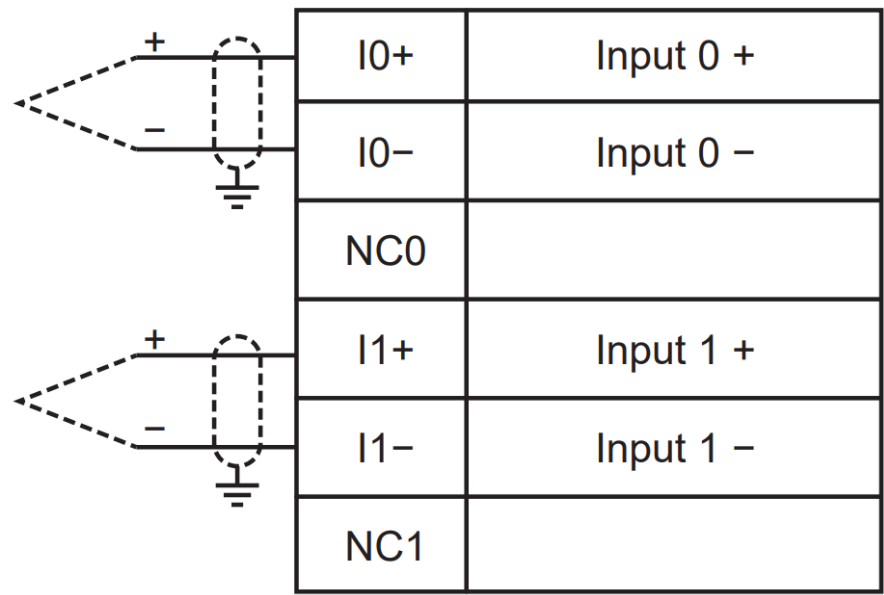 + I0+ Input 0 +
− I0− Input 0 −
NC0
+ I1+ Input 1 +
− I1− Input 1 −
NC1